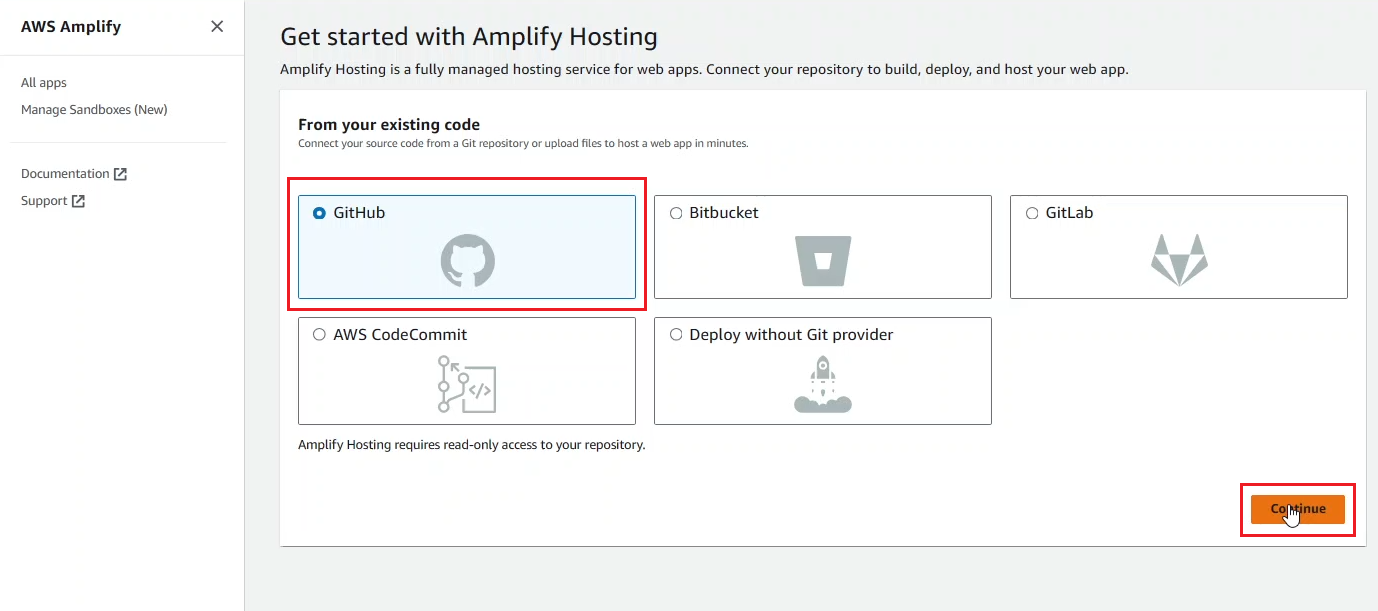 AWS Amplify
All apps
Manage Sandboxes (New)
Documentation
Support
Get started with Amplify Hosting
Amplify Hosting is a fully managed hosting service for web apps. Connect your repository to build, deploy, and host your web app.
From your existing code
Connect your source code from a Git repository or upload files to host a web app in minutes.
GitHub
Bitbucket
GitLab
AWS CodeCommit
Deploy without Git provider
Amplify Hosting requires read-only access to your repository.
Continue